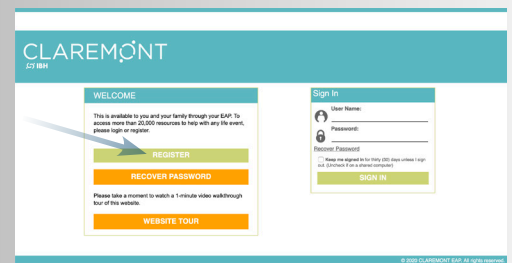 CLAREMONT
IBH
WELCOME
This is available to you and your family through your EAP. To
access more than 20,000 resources to help with any life event,
please login or register.
REGISTER
RECOVER PASSWORD
Please take a moment to watch a 1-minute video walkthrough
tour of this website.
WEBSITE TOUR
Sign In
User Name:
Password:
Recover Password
Keep me signed in for thirty (30) days unless I sign
out. (Uncheck if on a shared computer)
SIGN IN
© 2020 CLAREMONT EAP. All rights reserved.